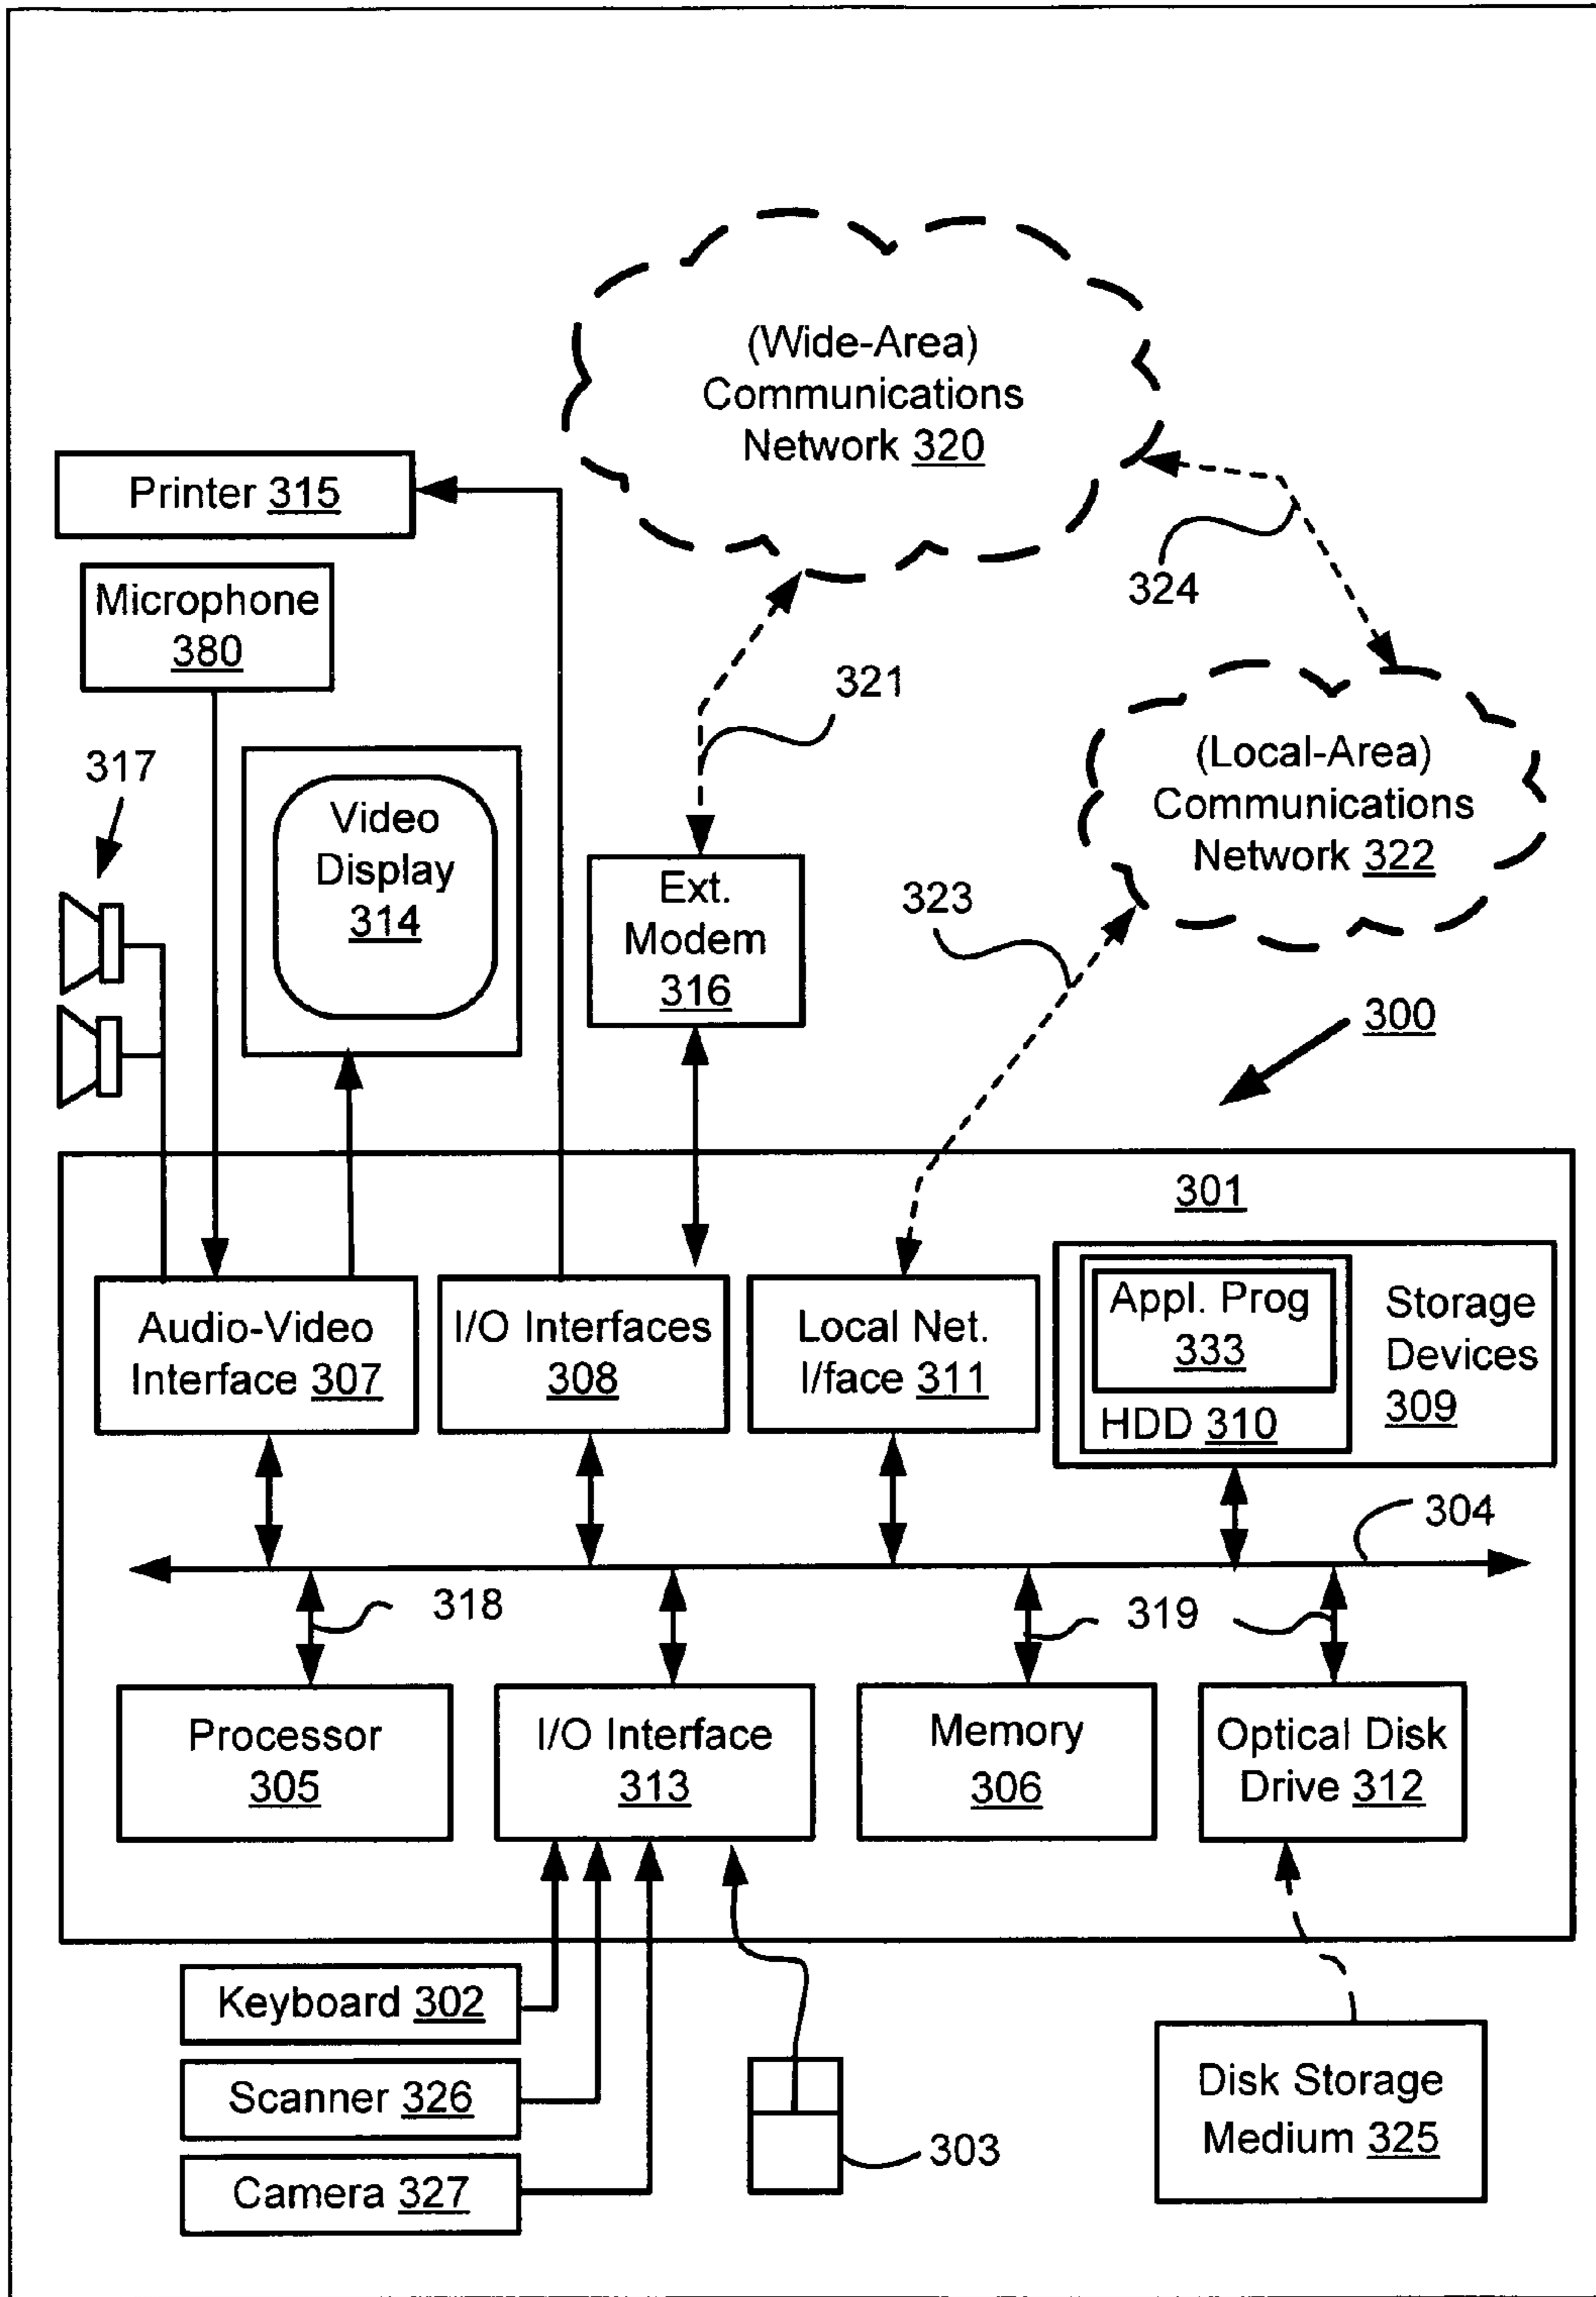 (Wide-Area)
Communications
Network 320
Printer 315
324
Microphone
380
321
317
Video
Display
314
(Local-Area)
Communications
Network 322
Ext.
Modem
316
323
300
301
Audio-Video
Interface 307
I/O Interfaces
308
Local Net.
I/face 311
Appl. Prog
333
HDD 310
Storage
Devices
309
304
318
319
Processor
305
I/O Interface
313
Memory
306
Optical Disk
Drive 312
Keyboard 302
Scanner 326
Camera 327
303
Disk Storage
Medium 325